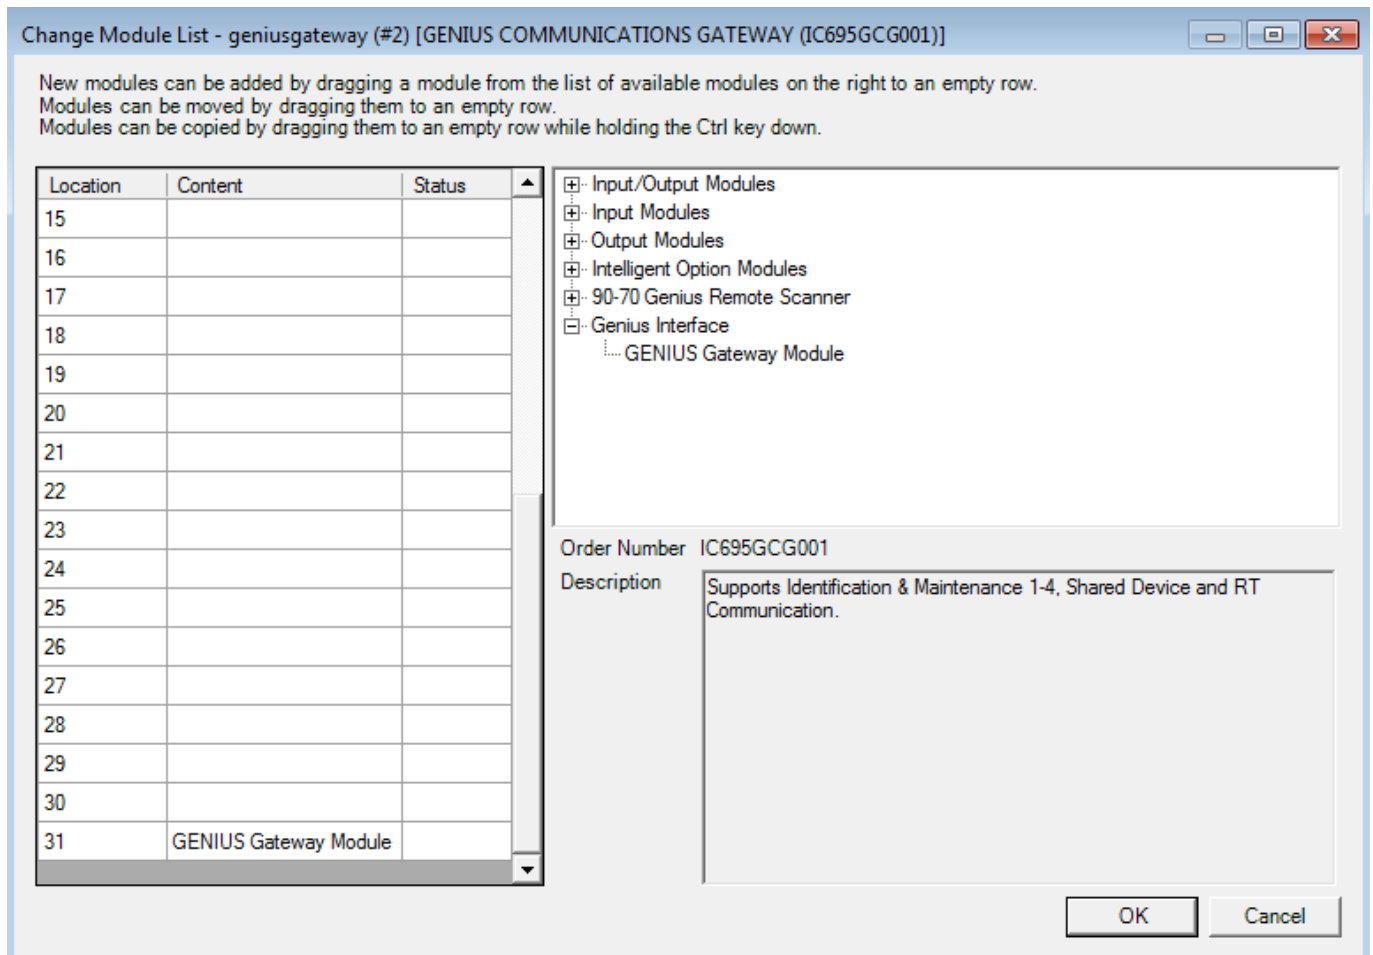 Change Module List - geniusgateway (#2) [GENIUS COMMUNICATIONS GATEWAY (IC695GCG001)]
New modules can be added by dragging a module from the list of available modules on the right to an empty row.
Modules can be moved by dragging them to an empty row.
Modules can be copied by dragging them to an empty row while holding the Ctrl key down.
Location Content Status
15
16
17
18
19
20
21
22
23
24
25
26
27
28
29
30
31 GENIUS Gateway Module
Input/Output Modules
Input Modules
Output Modules
Intelligent Option Modules
90-70 Genius Remote Scanner
Genius Interface
GENIUS Gateway Module
Order Number IC695GCG001
Description Supports Identification & Maintenance 1-4, Shared Device and RT
Communication.
OK Cancel